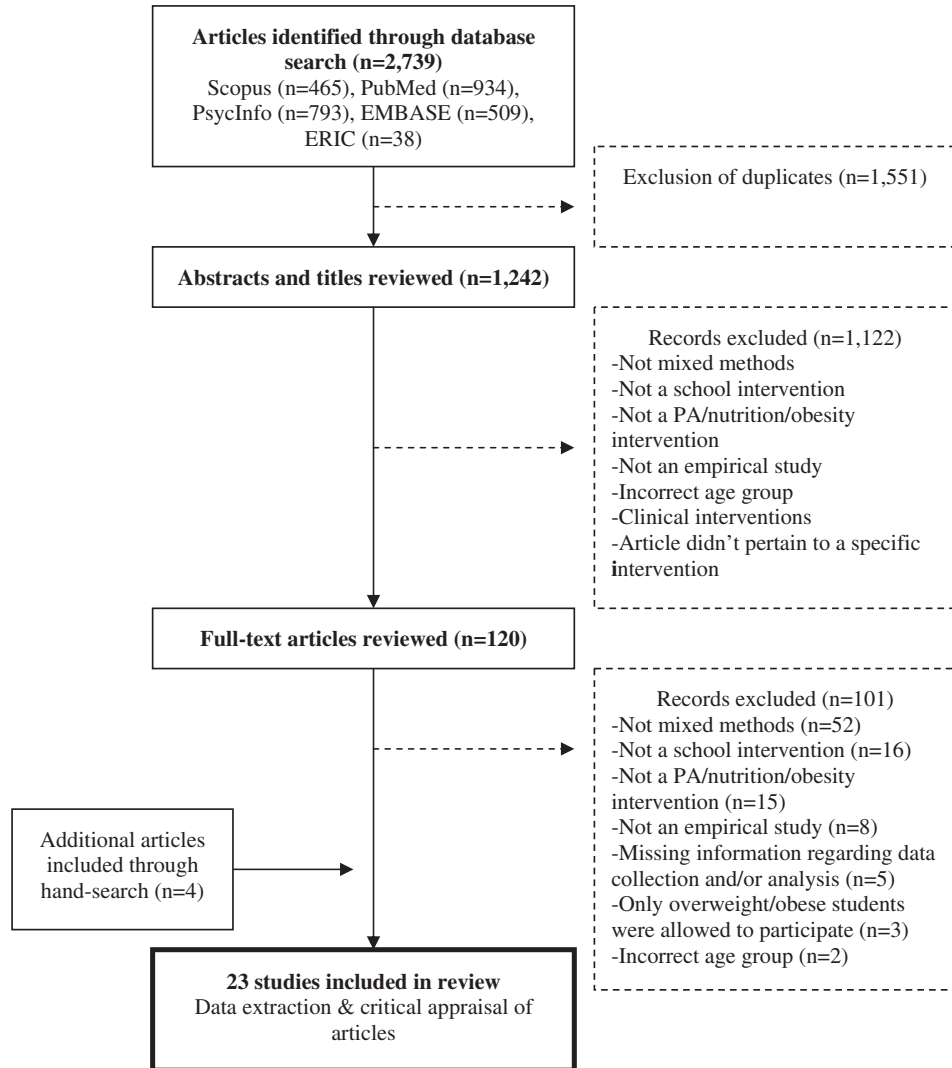 Articles identified through database
search (n=2,739)
Scopus (n=465), PubMed (n=934),
PsycInfo (n=793), EMBASE (n=509),
ERIC (n=38)
Exclusion of duplicates (n=1,551)
Abstracts and titles reviewed (n=1,242)
Records excluded (n=1,122)
-Not mixed methods
-Not a school intervention
-Not a PA/nutrition/obesity
intervention
-Not an empirical study
-Incorrect age group
-Clinical interventions
-Article didn’t pertain to a specific
intervention
Full-text articles reviewed (n=120)
Records excluded (n=101)
-Not mixed methods (n=52)
-Not a school intervention (n=16)
-Not a PA/nutrition/obesity
intervention (n=15)
-Not an empirical study (n=8)
-Missing information regarding data
collection and/or analysis (n=5)
-Only overweight/obese students
were allowed to participate (n=3)
-Incorrect age group (n=2)
Additional articles
included through
hand-search (n=4)
23 studies included in review
Data extraction & critical appraisal of
articles